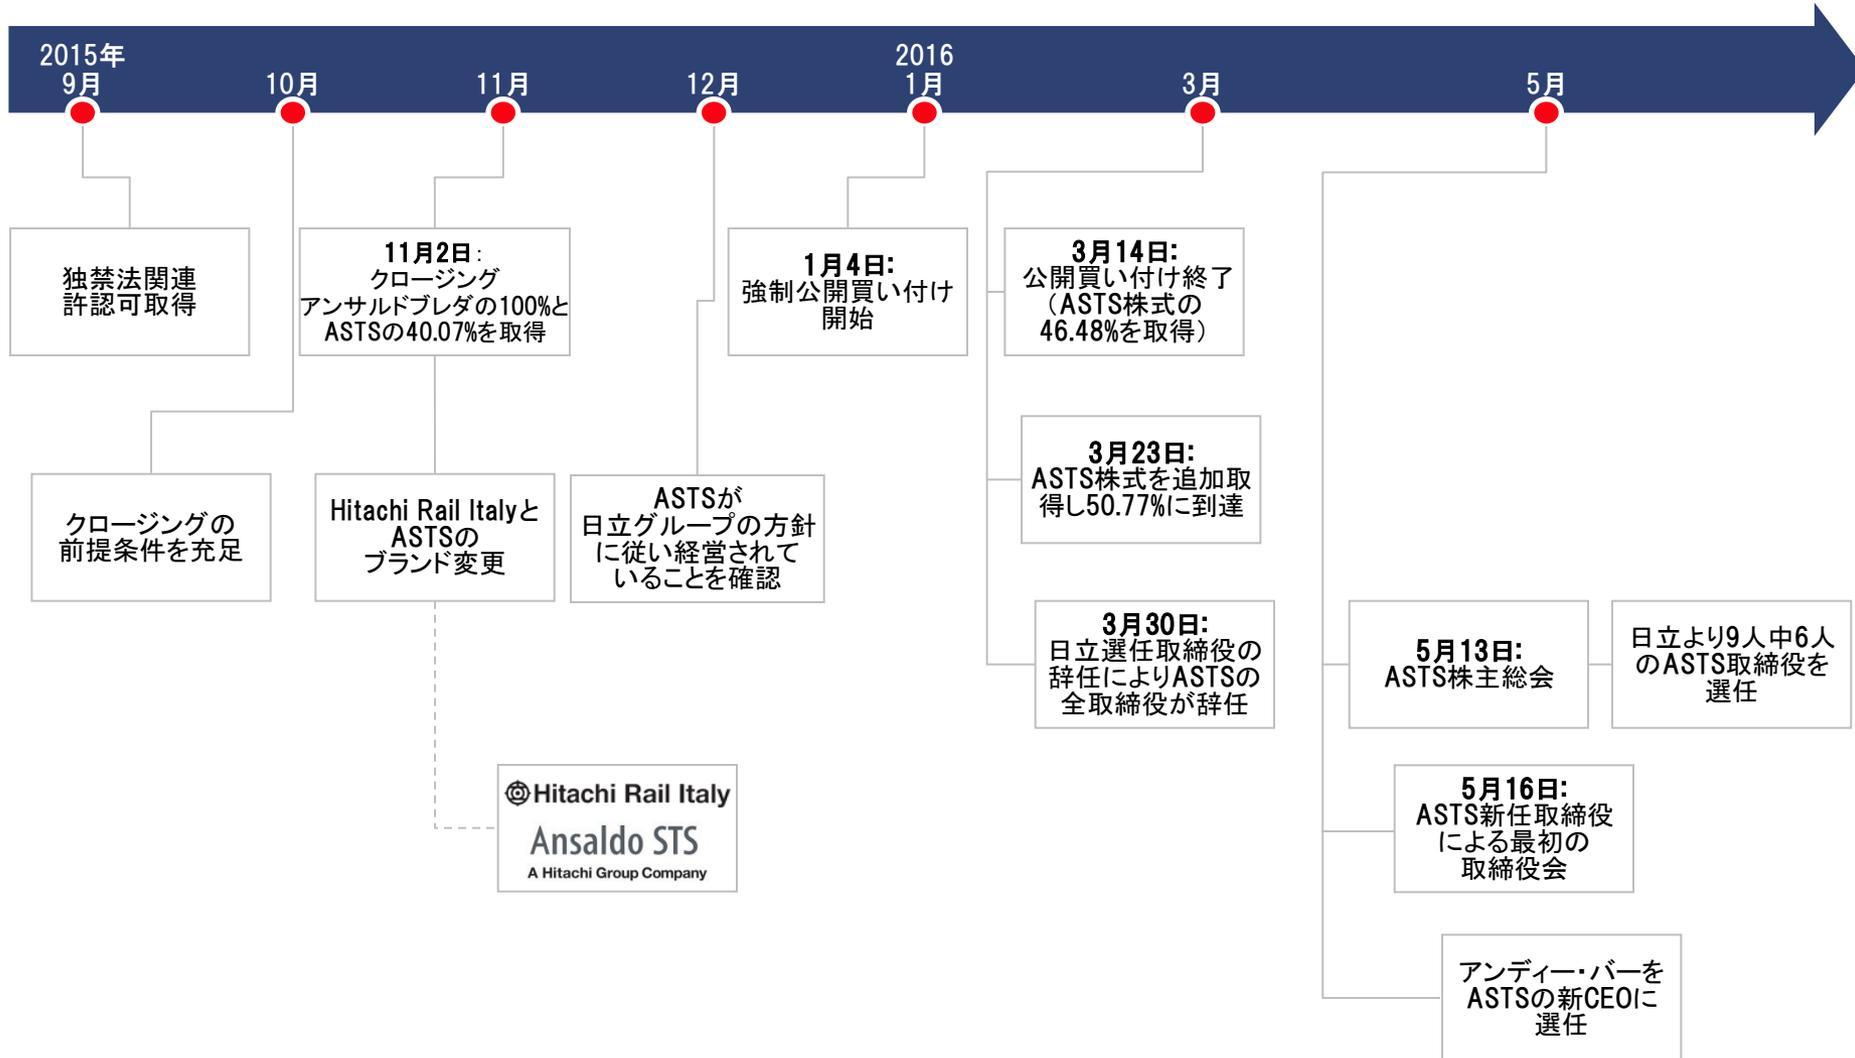 2015年
9月
10月
11月
12月
2016
1月
3月
5月
独禁法関連
許認可取得
クロージングの
前提条件を充足
11月2日:
クロージング
アンサルドブレダの100%と
ASTSの40.07%を取得
Hitachi Rail Italyと
ASTSの
ブランド変更
Hitachi Rail Italy
Ansaldo STS
A Hitachi Group Company
ASTSが
日立グループの方針
に従い経営されて
いることを確認
1月4日:
強制公開買い付け
開始
3月14日:
公開買い付け終了
（ASTS株式の
46.48%を取得）
3月23日:
ASTS株式を追加取
得し50.77%に到達
3月30日:
日立選任取締役の
辞任によりASTSの
全取締役が辞任
5月13日:
ASTS株主総会
日立より9人中6人
のASTS取締役を
選任
5月16日:
ASTS新任取締役
による最初の
取締役会
アンディー・バーを
ASTSの新CEOに
選任